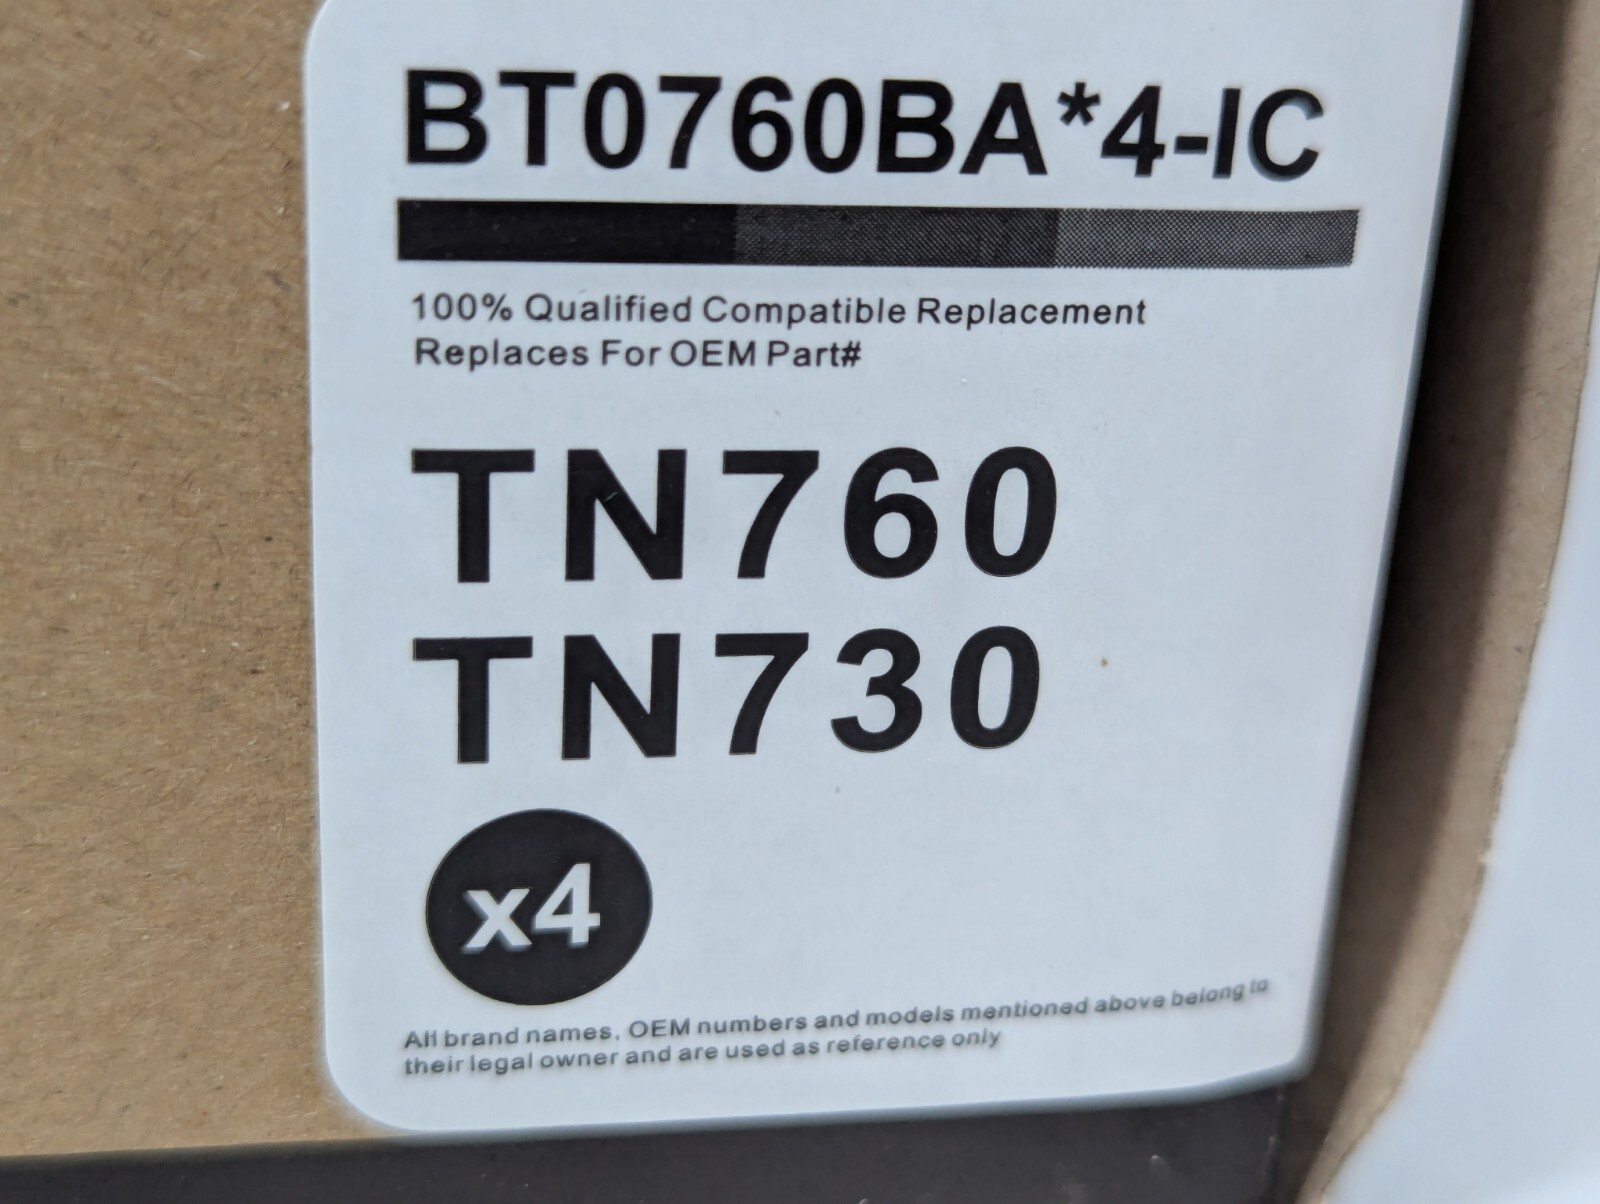 BT0760BA*4-IC
100% Qualified Compatible Replacement
Replaces For OEM Part#
TN760
TN730
x4
All brand names, OEM numbers and models mentioned above belong to
their legal owner and are used as reference only